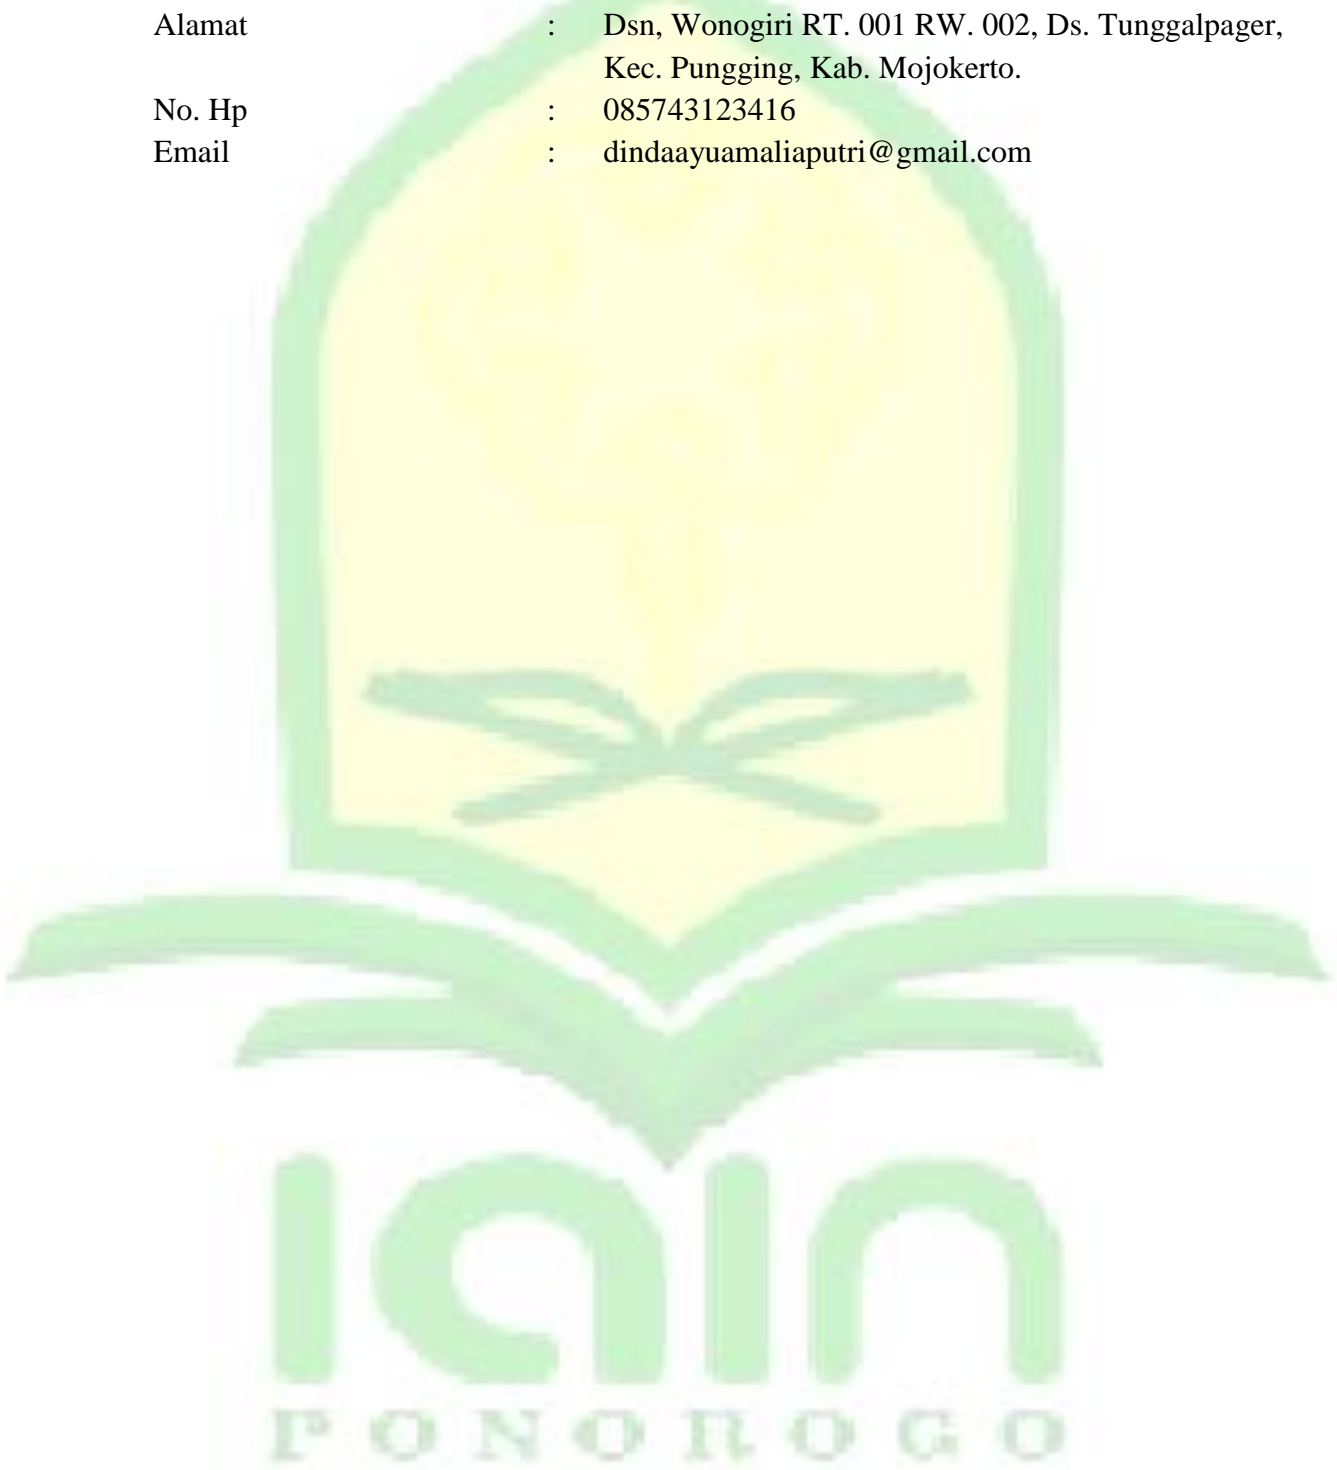 Alamat : Dsn, Wonogiri RT. 001 RW. 002, Ds. Tunggalpager,
Kec. Pungging, Kab. Mojokerto.
No. Hp : 085743123416
Email : dindaayuamaliaputri@gmail.com
iain
PONOROGO